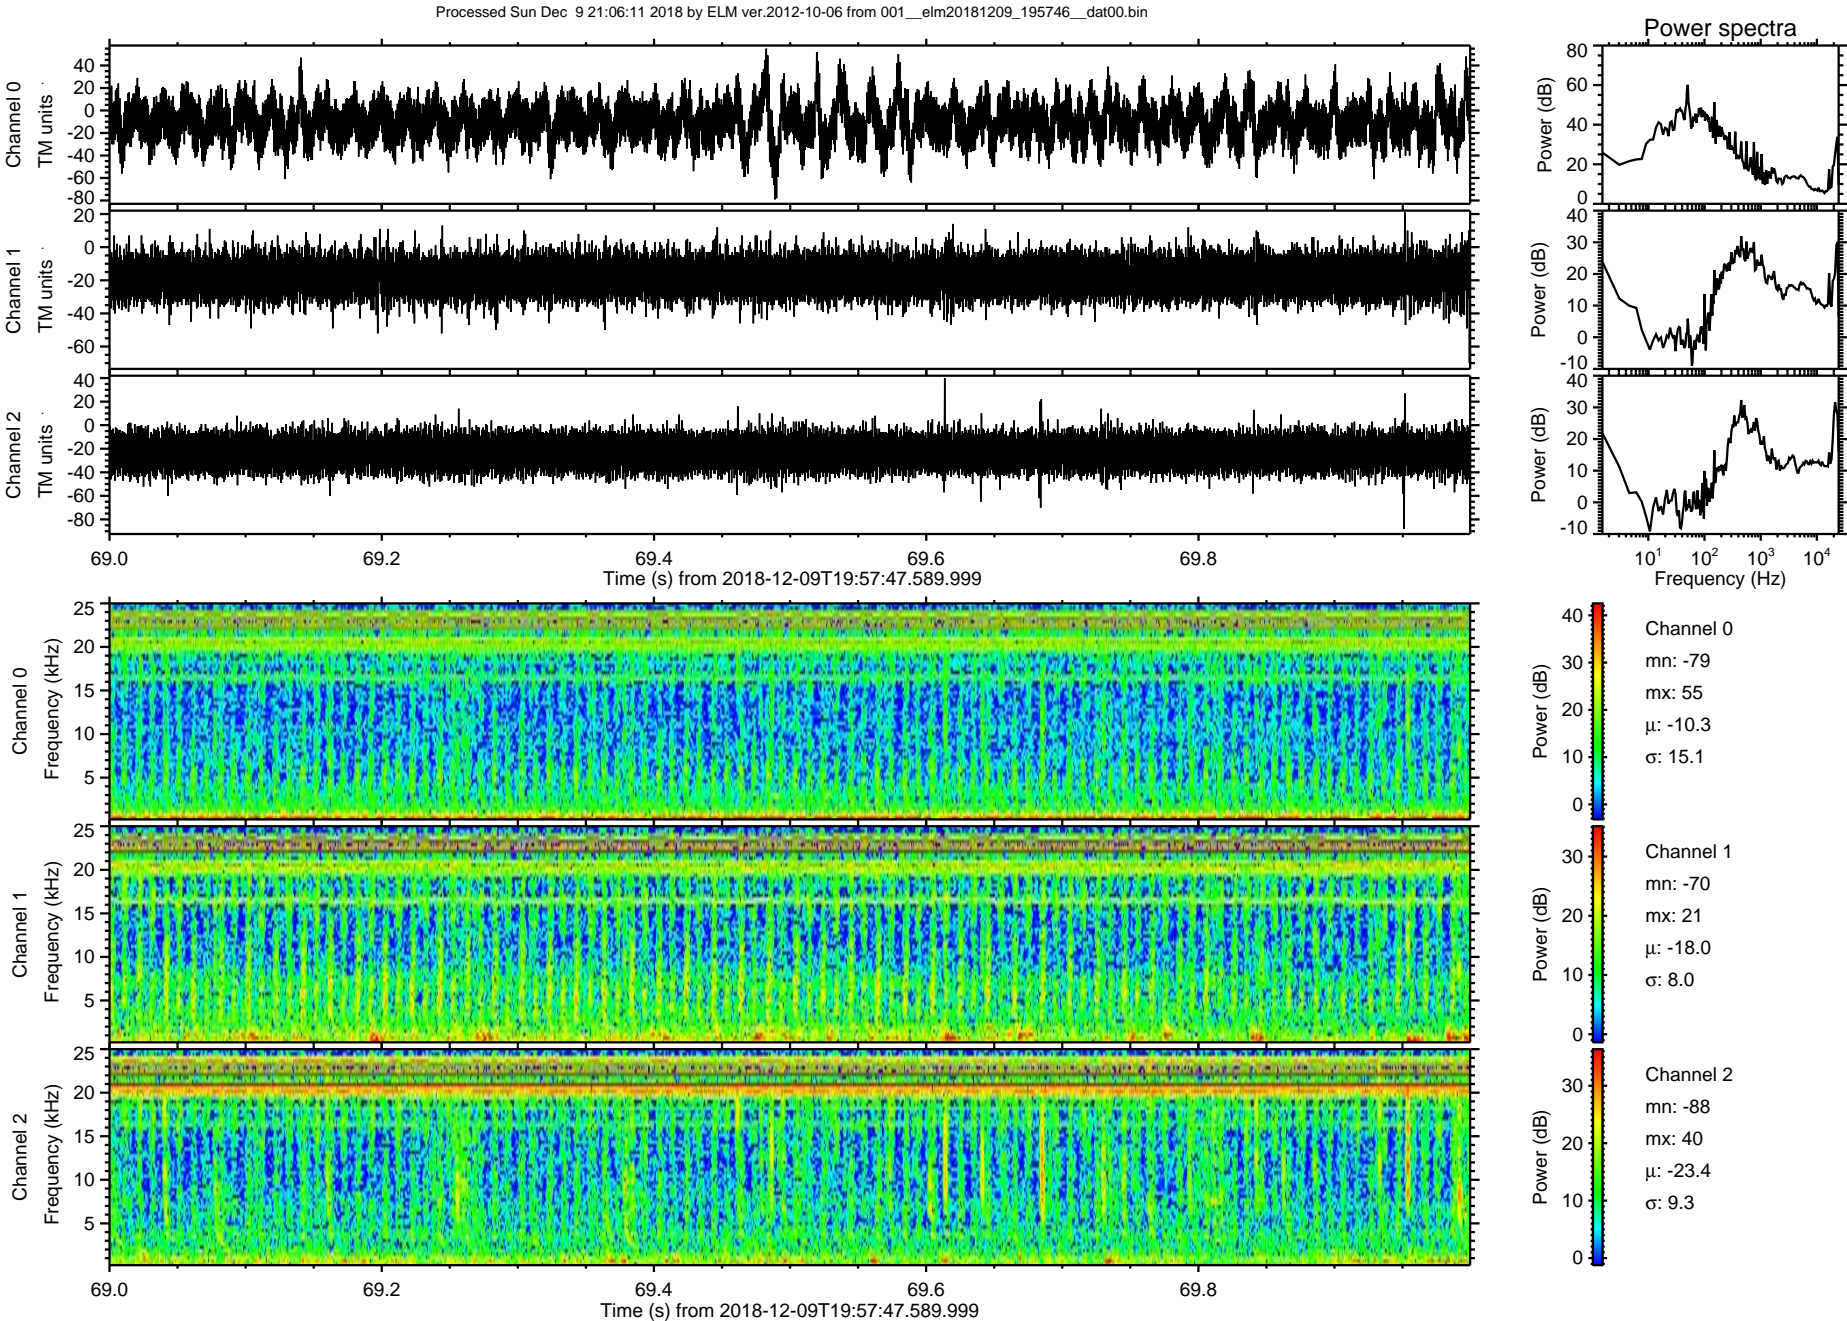 Processed Sun Dec  9 21:06:11 2018 by ELM ver.2012-10-06 from 001__elm20181209_195746__dat00.bin
Power spectra
Channel 0
TM units
40
20
0
-20
-40
-60
-80
Power (dB)
80
60
40
20
0
Channel 1
TM units
20
0
-20
-40
-60
Power (dB)
40
30
20
10
0
-10
Channel 2
TM units
40
20
0
-20
-40
-60
-80
Power (dB)
40
30
20
10
0
-10
69.0 69.2 69.4 69.6 69.8
Time (s) from 2018-12-09T19:57:47.589.999
10¹ 10² 10³ 10⁴
Frequency (Hz)
Channel 0
Frequency (kHz)
25
20
15
10
5
Power (dB)
40
30
20
10
0
Channel 0
mn: -79
mx: 55
μ: -10.3
σ: 15.1
Channel 1
Frequency (kHz)
25
20
15
10
5
Power (dB)
30
20
10
0
Channel 1
mn: -70
mx: 21
μ: -18.0
σ: 8.0
Channel 2
Frequency (kHz)
25
20
15
10
5
Power (dB)
30
20
10
0
Channel 2
mn: -88
mx: 40
μ: -23.4
σ: 9.3
69.0 69.2 69.4 69.6 69.8
Time (s) from 2018-12-09T19:57:47.589.999